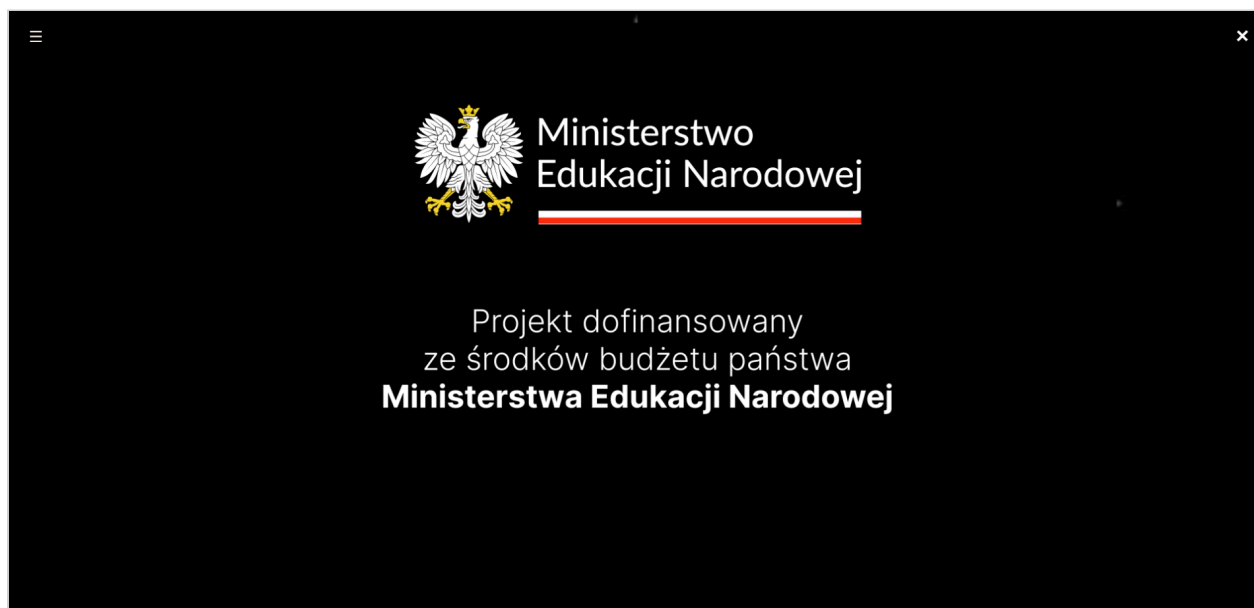 Ministerstwo
Edukacji Narodowej
Projekt dofinansowany
ze środków budżetu państwa
Ministerstwa Edukacji Narodowej